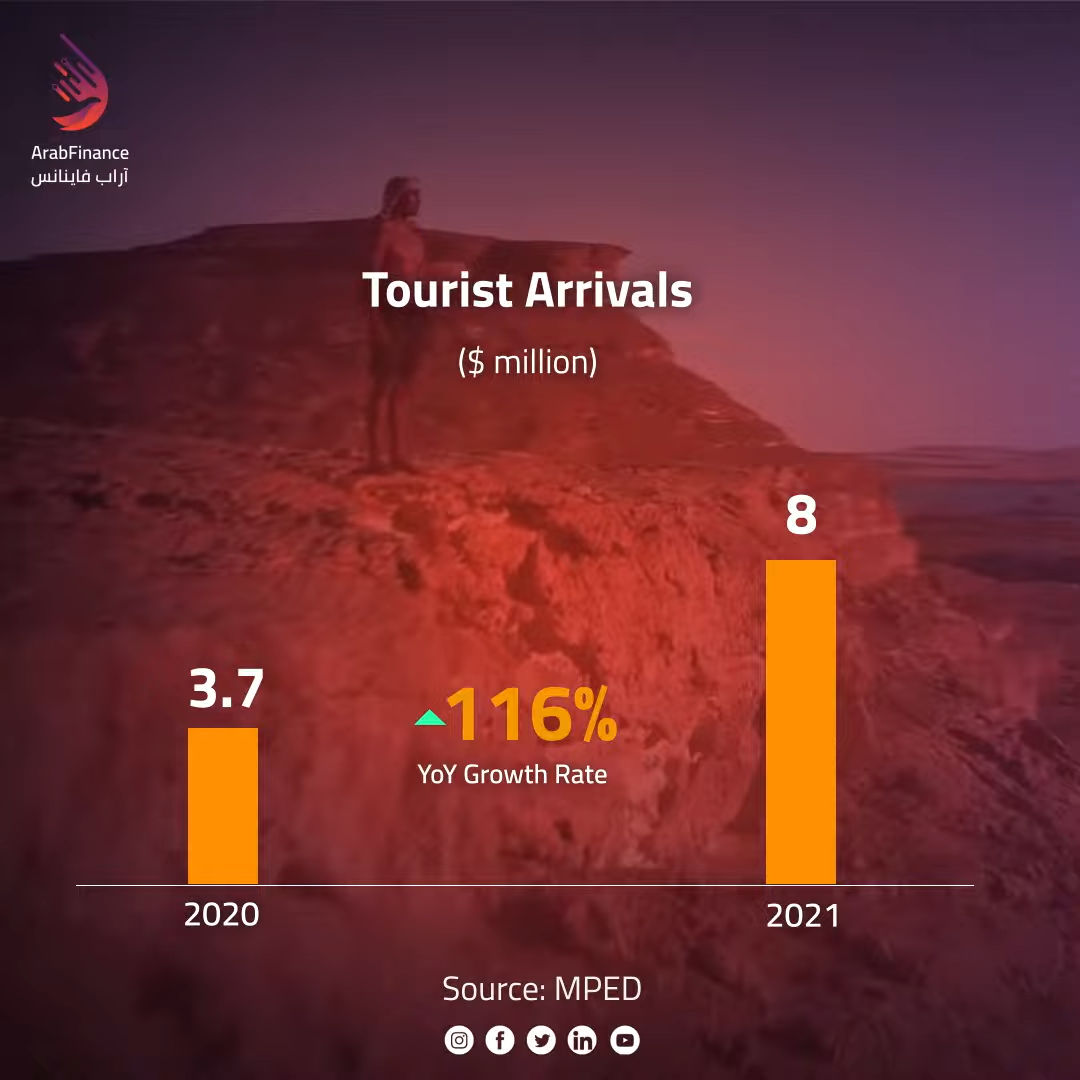 ArabFinance
آراب فاينانس
Tourist Arrivals
($ million)
8
3.7
116%
YoY Growth Rate
2020
2021
Source: MPED